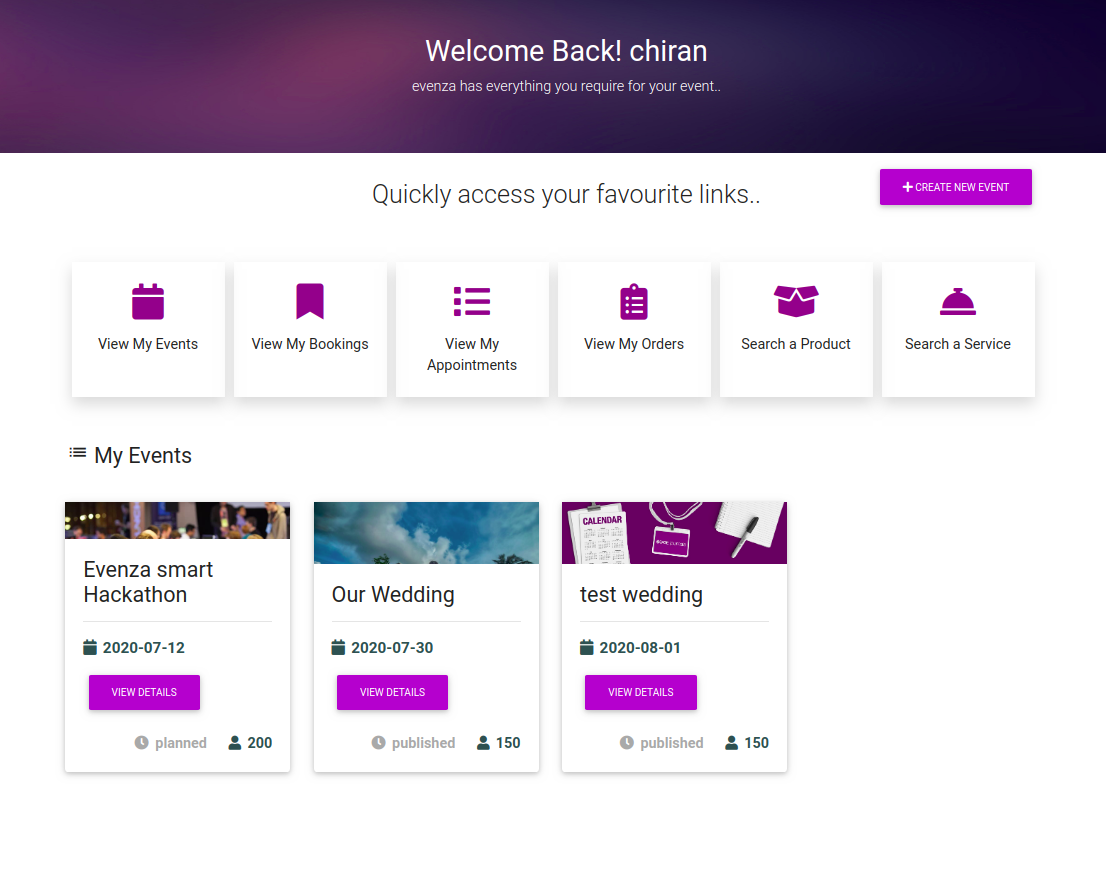 Welcome Back! chiran
evenza has everything you require for your event..
Quickly access your favourite links..
CREATE NEW EVENT
View My Events
View My Bookings
View My
Appointments
View My Orders
Search a Product
Search a Service
My Events
Evenza smart
Hackathon
2020-07-12
VIEW DETAILS
planned 200
Our Wedding
2020-07-30
VIEW DETAILS
published 150
CALENDAR
test wedding
2020-08-01
VIEW DETAILS
published 150